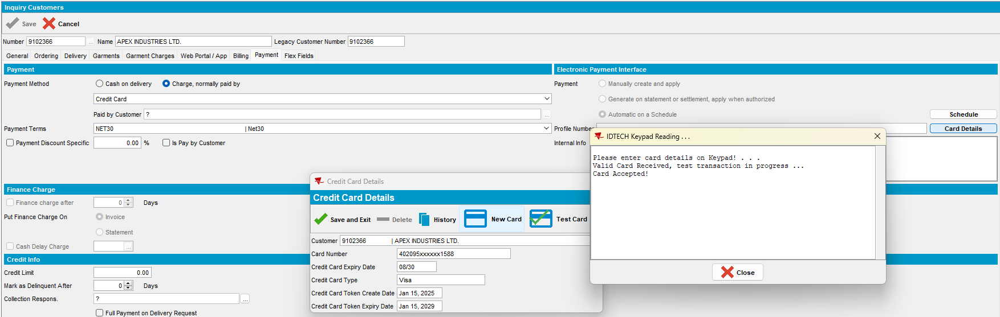 Inquiry Customers
Save Cancel
Number 9102366 ... Name APEX INDUSTRIES LTD. Legacy Customer Number 9102366
General Ordering Delivery Garments Garment Charges Web Portal / App Billing Payment Flex Fields
Payment
Payment Method Cash on delivery Charge, normally paid by
Credit Card
Paid by Customer ? ...
Payment Terms NET30 | Net30
Payment Discount Specific 0.00 % Is Pay by Customer
Electronic Payment Interface
Payment Manually create and apply
Generate on statement or settlement, apply when authorized
Automatic on a Schedule Schedule
Profile Number Card Details
Internal Info
Finance Charge
Finance charge after 0 Days
Put Finance Charge On Invoice
Statement
Cash Delay Charge ...
Credit Info
Credit Limit 0.00
Mark as Delinquent After 0 Days
Collection Respons. ? ...
Full Payment on Delivery Request
Credit Card Details
Credit Card Details
Save and Exit Delete History New Card Test Card
Customer 9102366 | APEX INDUSTRIES LTD.
Card Number 402095xxxxxx1588
Credit Card Expiry Date 08/30
Credit Card Type Visa
Credit Card Token Create Date Jan 15, 2025
Credit Card Token Expiry Date Jan 15, 2029
IDTECH Keypad Reading . . .
Please enter card details on Keypad! . . .
Valid Card Received, test transaction in progress ...
Card Accepted!
Close